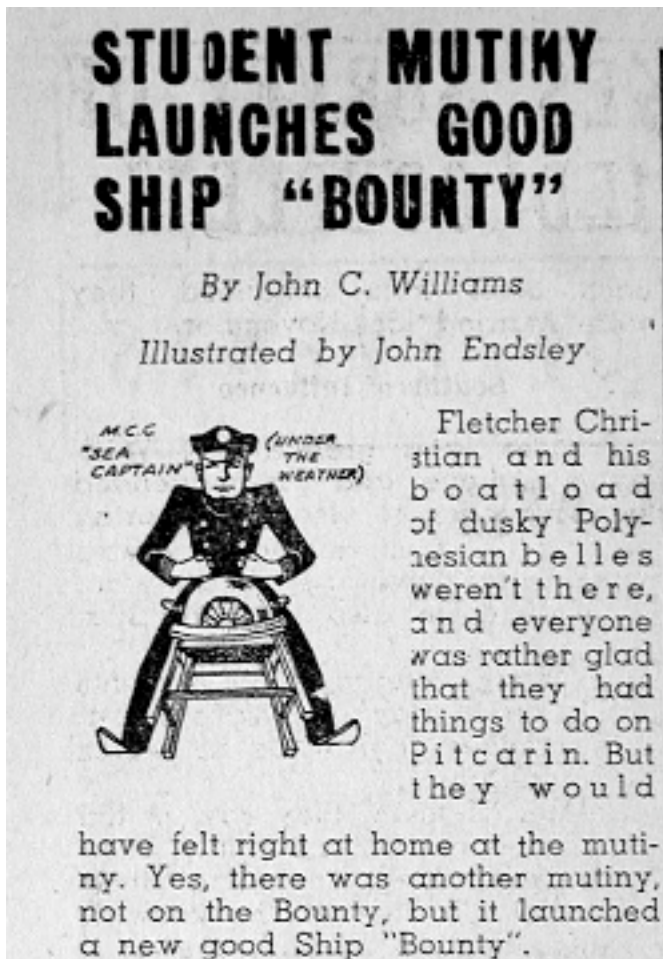 STUDENT MUTINY
LAUNCHES GOOD
SHIP “BOUNTY”
By John C. Williams
Illustrated by John Endsley
M.C.C
"SEA
CAPTAIN"
(UNDER
THE
WEATHER)
Fletcher Chri-
stian and his
boatload
of dusky Poly-
nesian belles
weren't there,
and everyone
was rather glad
that they had
things to do on
Pitcarin. But
they would
have felt right at home at the muti-
ny. Yes, there was another mutiny,
not on the Bounty, but it launched
a new good Ship "Bounty".